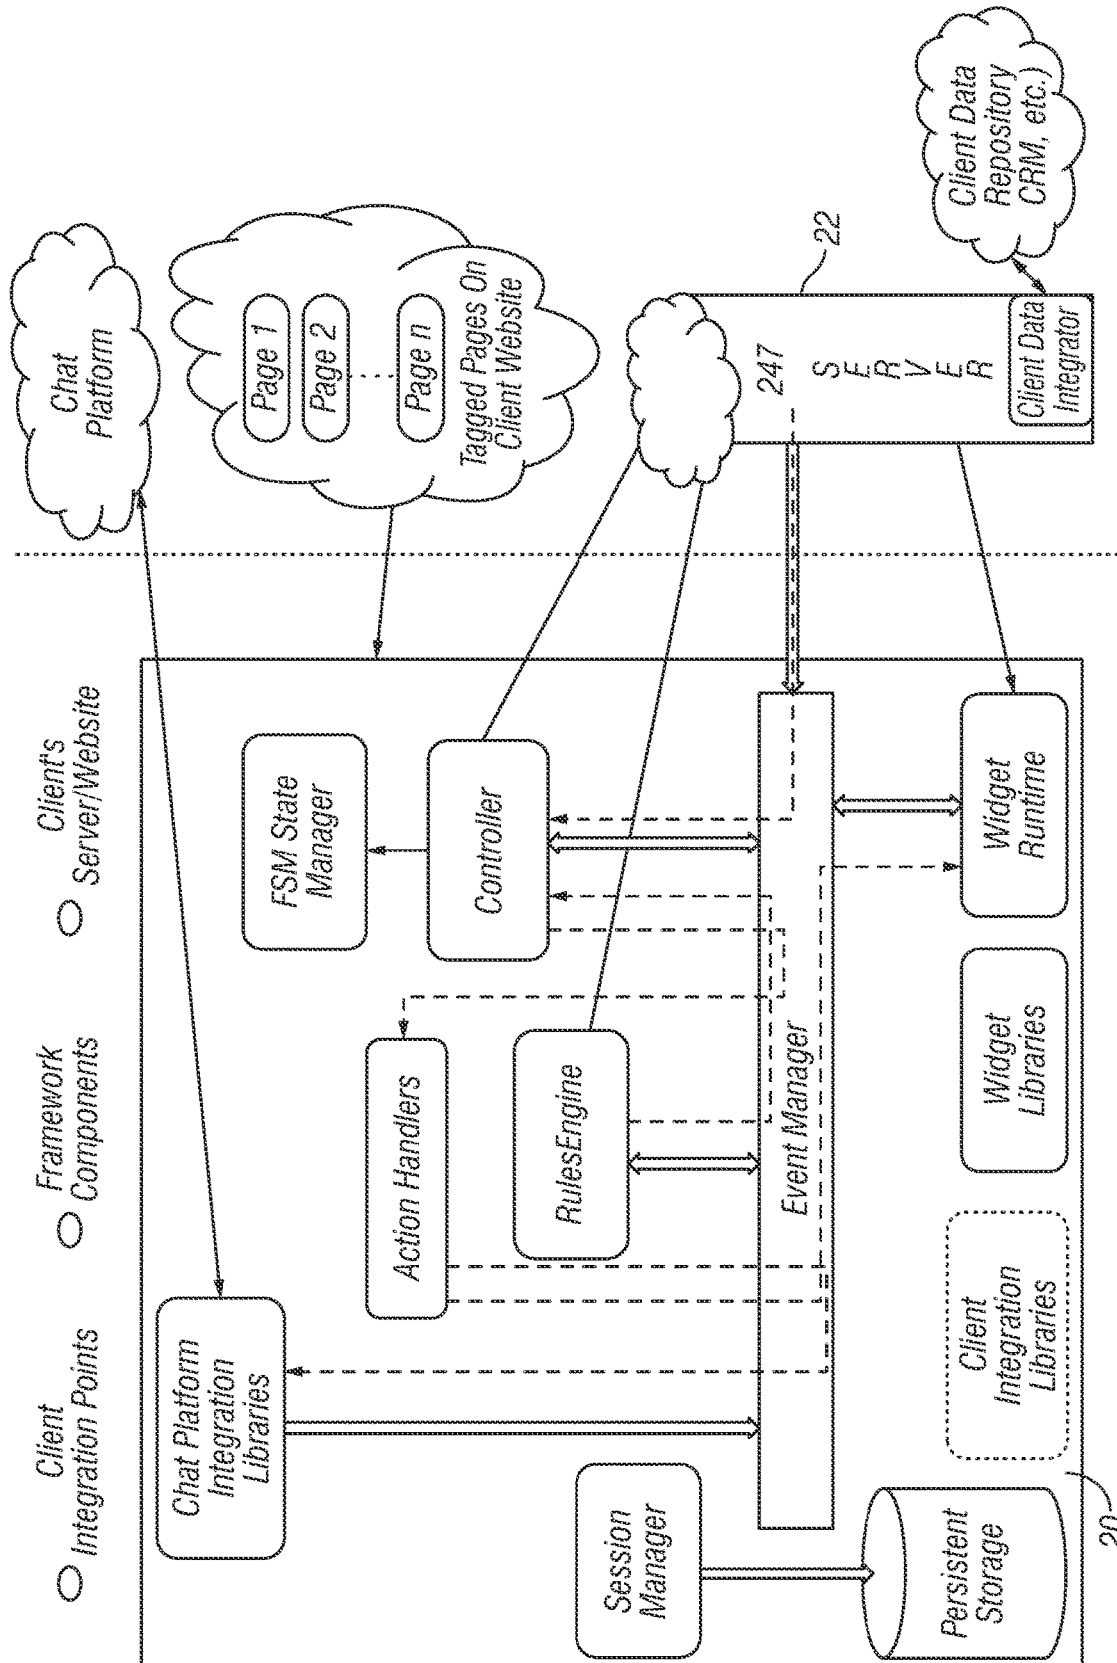 Client
Integration Points
Framework
Components
Client's
Server/Website
Chat Platform
Integration
Libraries
Chat
Platform
FSM State
Manager
Page 1
Page 2
Page n
Tagged Pages On
Client Website
Action Handlers
Controller
RulesEngine
Session
Manager
Event Manager
247
S
E
R
V
E
R
22
Client Data
Integrator
Client Data
Repository
CRM, etc.)
Persistent
Storage
Client
Integration
Libraries
Widget
Libraries
Widget
Runtime
20